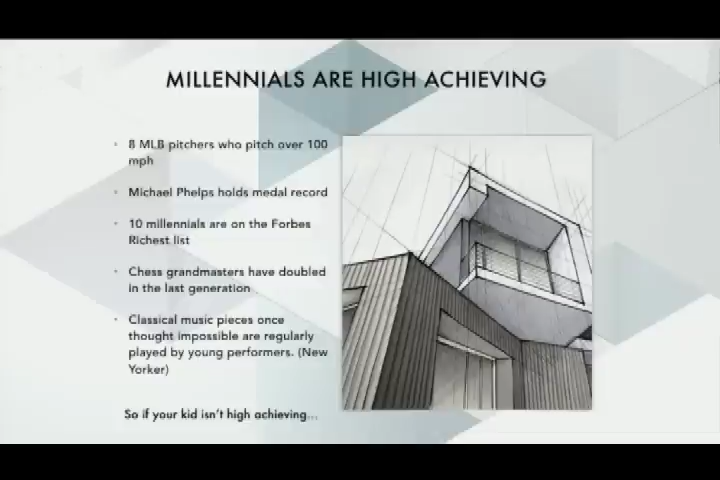 MILLENNIALS ARE HIGH ACHIEVING
8 MLB pitchers who pitch over 100
mph
Michael Phelps holds medal record
10 millennials are on the Forbes
Richest list
Chess grandmasters have doubled
in the last generation
Classical music pieces once
thought impossible are regularly
played by young performers. (New
Yorker)
So if your kid isn't high achieving...